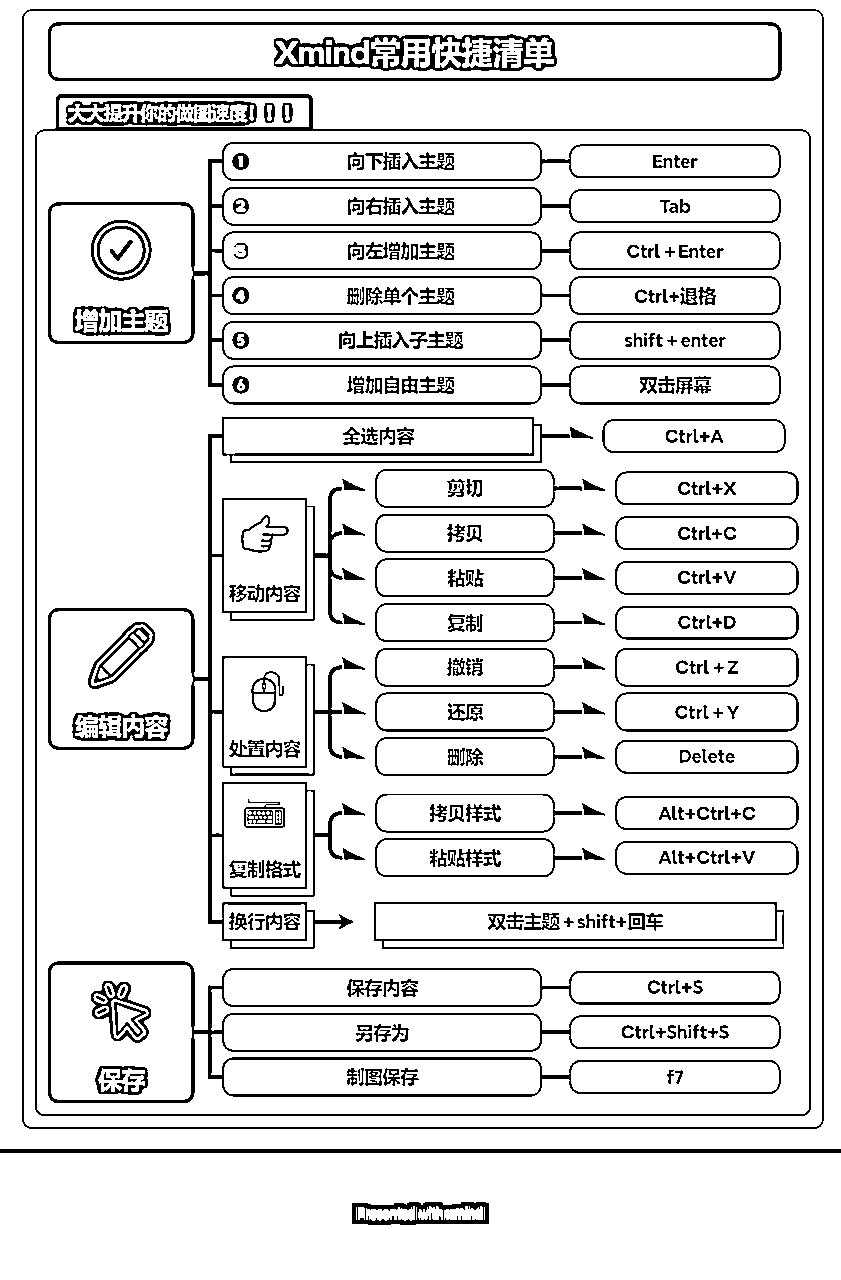 Xmind常用快捷清单
大大提升你的做图速度！！！
增加主题
❶ 向下插入主题 Enter
❷ 向右插入主题 Tab
③ 向左增加主题 Ctrl + Enter
❹ 删除单个主题 Ctrl+退格
❺ 向上插入子主题 shift + enter
❻ 增加自由主题 双击屏幕
编辑内容
全选内容 Ctrl+A
移动内容
剪切 Ctrl+X
拷贝 Ctrl+C
粘贴 Ctrl+V
复制 Ctrl+D
处置内容
撤销 Ctrl + Z
还原 Ctrl + Y
删除 Delete
复制格式
拷贝样式 Alt+Ctrl+C
粘贴样式 Alt+Ctrl+V
换行内容 双击主题 + shift+回车
保存
保存内容 Ctrl+S
另存为 Ctrl+Shift+S
制图保存 f7
Presented with xmind